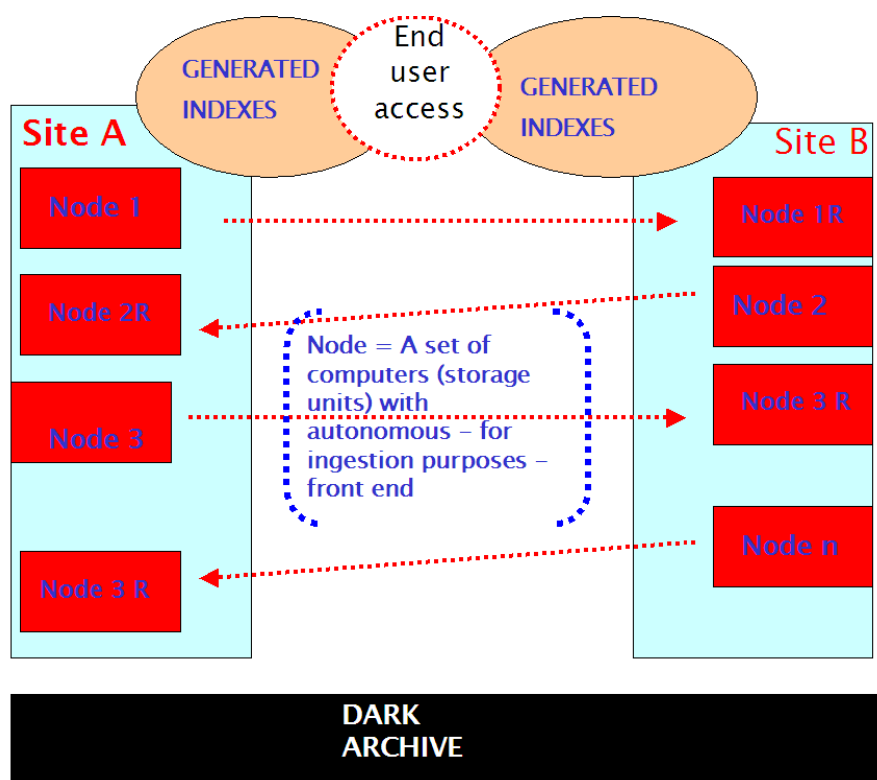 End
user
access
GENERATED
INDEXES
GENERATED
INDEXES
Site A
Site B
Node 1
Node 1R
Node 2R
Node 2
Node = A set of
computers (storage
units) with
autonomous – for
ingestion purposes –
front end
Node 3
Node 3 R
Node 3 R
Node n
DARK
ARCHIVE